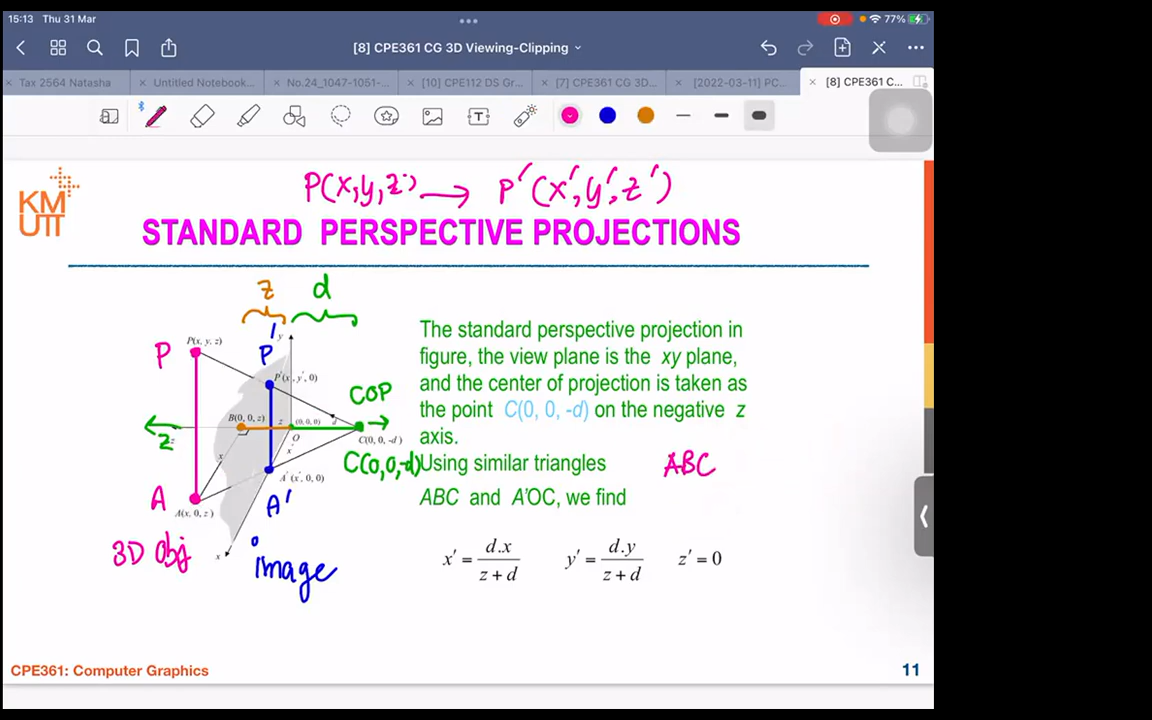 15:13 Thu 31 Mar
77%
[8] CPE361 CG 3D Viewing-Clipping
Tax 2564 Natasha
Untitled Notebook...
No.24_1047-1051-...
[10] CPE112 DS Gr...
[7] CPE361 CG 3D...
[2022-03-11] PC...
[8] CPE361 C...
T
KM
UTT
P(x,y,z) → P'(x',y',z')
STANDARD PERSPECTIVE PROJECTIONS
z d
P P(x, y, z) y
P' P'(x', y', 0)
COP
B(0, 0, z) z (0, 0, 0) d
z O C(0, 0, -d)
x x' C(0,0,-d)
A' (x', 0, 0)
A A'
A(x, 0, z)
3D Obj x image
The standard perspective projection in
figure, the view plane is the xy plane,
and the center of projection is taken as
the point C(0, 0, -d) on the negative z
axis.
Using similar triangles ABC
ABC and A'OC, we find
x' = d.x / z + d y' = d.y / z + d z' = 0
CPE361: Computer Graphics 11